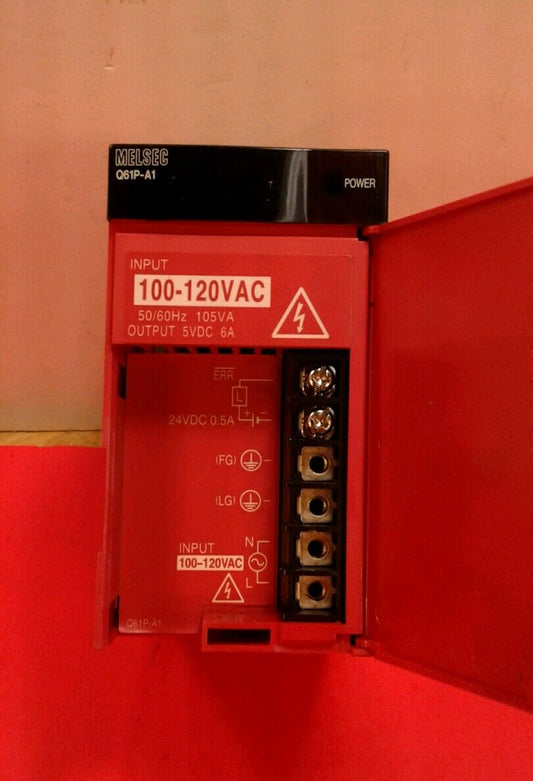 MELSEC
Q61P-A1
POWER
INPUT
100-120VAC
50/60Hz 105VA
OUTPUT 5VDC 6A
ERR.
L
+ -
24VDC 0.5A
(FG)
(LG)
N
INPUT
100-120VAC
L
Q61P-A1